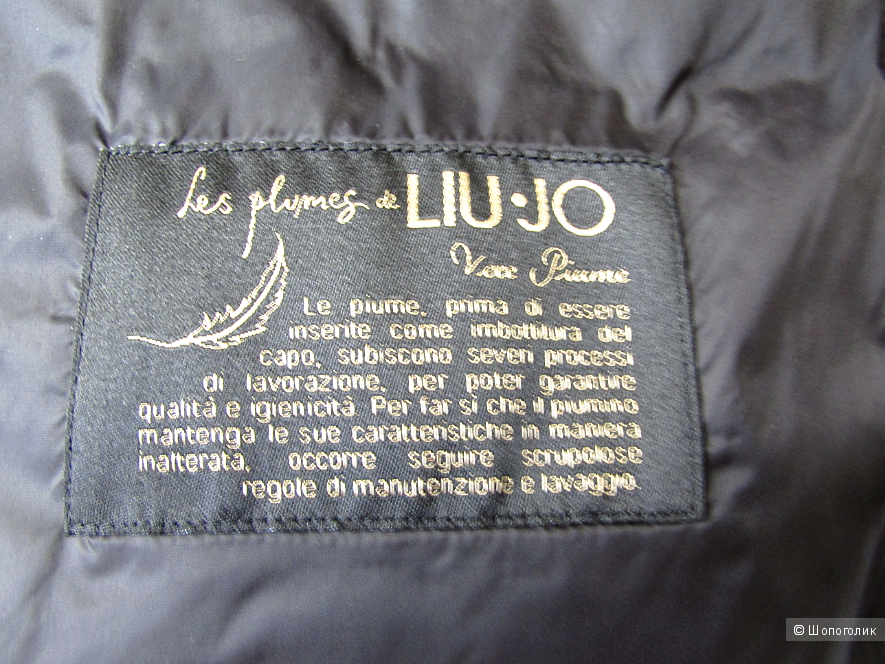 Les plumes de LIU·JO
Vere Piume
Le piume, prima di essere
inserite come imbottitura del
capo, subiscono severi processi
di lavorazione, per poter garantire
qualità e igienicità. Per far sì che il piumino
mantenga le sue caratteristiche in maniera
inalterata, occorre seguire scrupolose
regole di manutenzione e lavaggio.
© Шопоголик